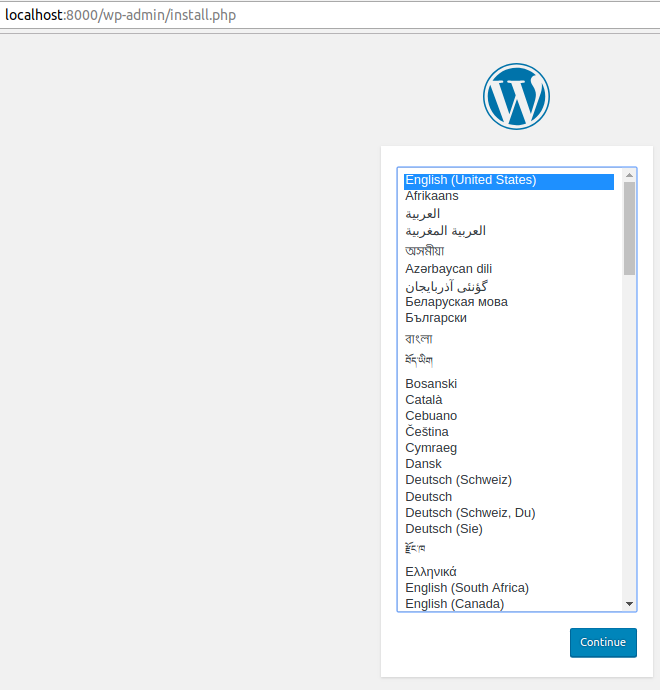 localhost:8000/wp-admin/install.php
English (United States)
Afrikaans
العربية
العربية المغربية
অসমীয়া
Azərbaycan dili
گؤنئی آذربایجان
Беларуская мова
Български
বাংলা
བོད་ཡིག
Bosanski
Català
Cebuano
Čeština
Cymraeg
Dansk
Deutsch (Schweiz)
Deutsch
Deutsch (Schweiz, Du)
Deutsch (Sie)
རྫོང་ཁ
Ελληνικά
English (South Africa)
English (Canada)
Continue